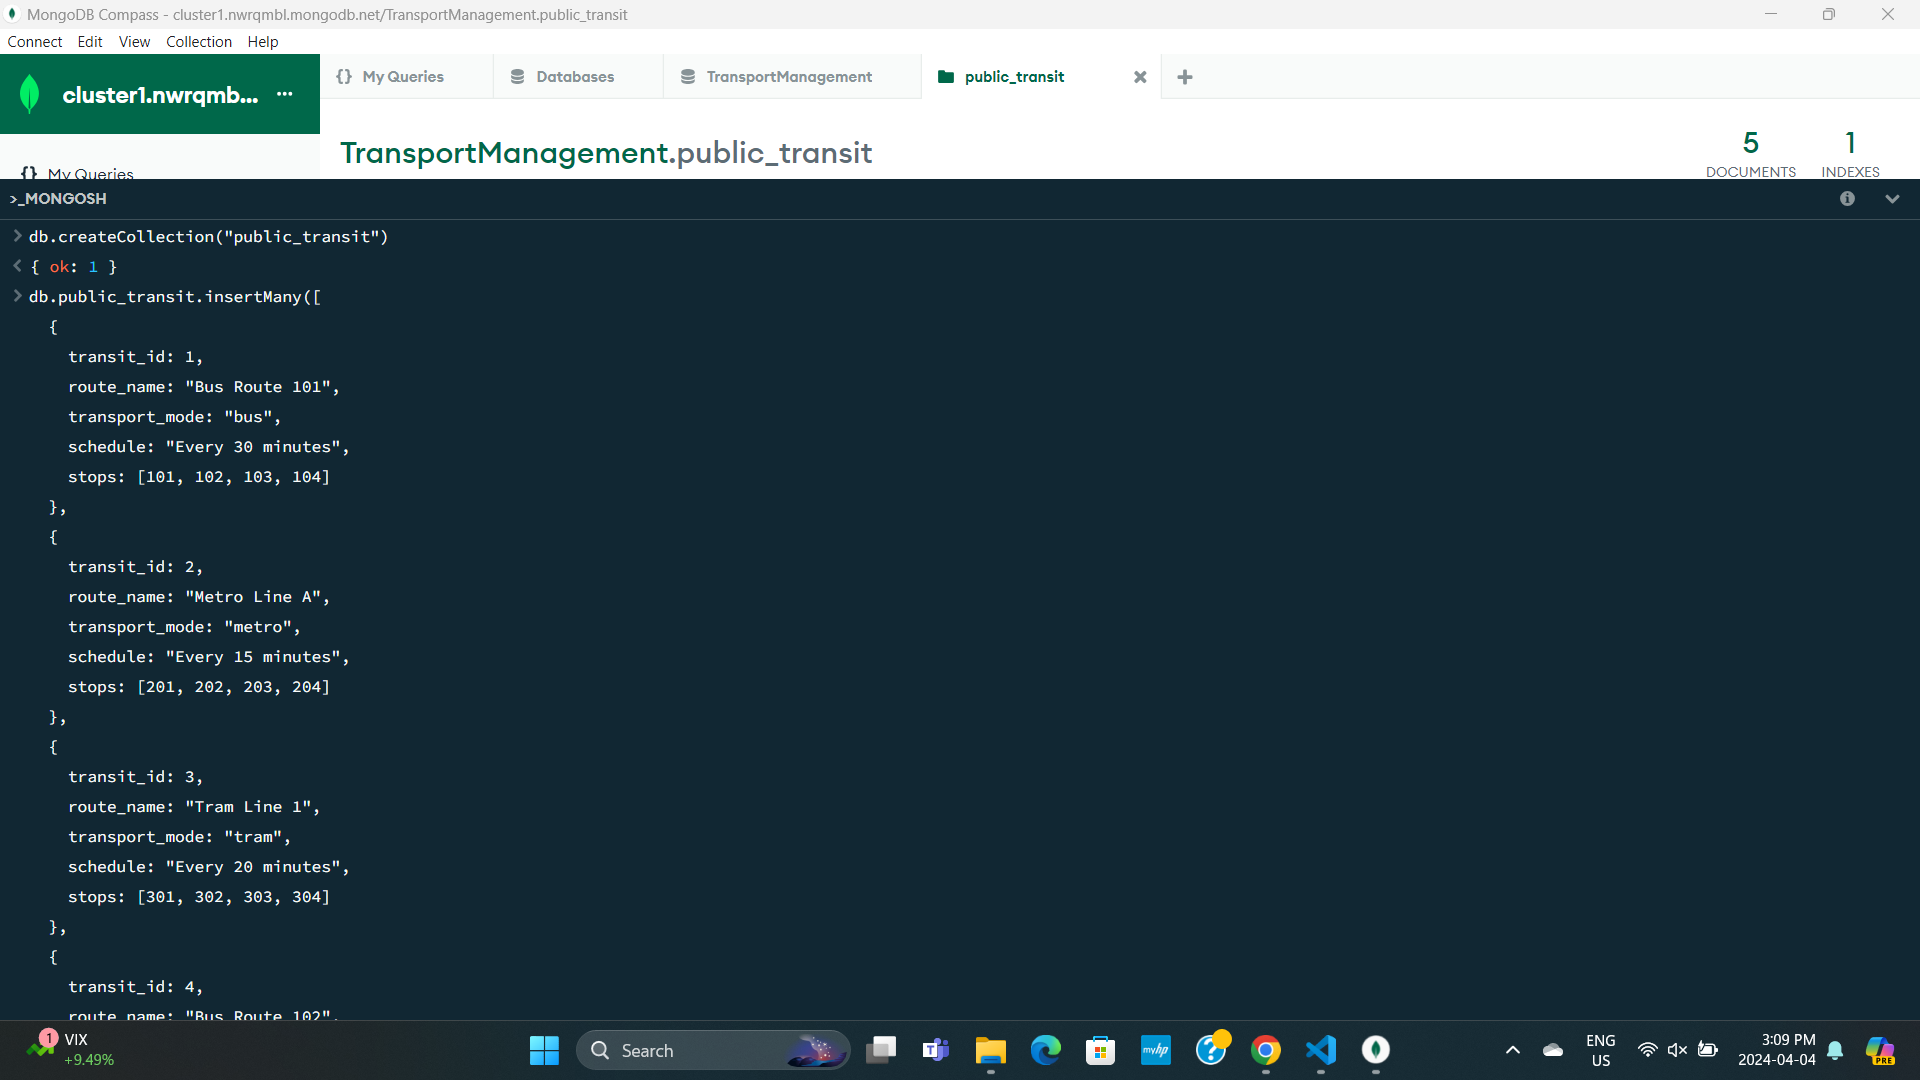 MongoDB Compass - cluster1.nwrqmbl.mongodb.net/TransportManagement.public_transit
Connect Edit View Collection Help
cluster1.nwrqmb... ...
{} My Queries
Databases
TransportManagement
public_transit
TransportManagement.public_transit
5
DOCUMENTS
1
INDEXES
{} My Queries
>_MONGOSH
> db.createCollection("public_transit")
< { ok: 1 }
> db.public_transit.insertMany([
{
transit_id: 1,
route_name: "Bus Route 101",
transport_mode: "bus",
schedule: "Every 30 minutes",
stops: [101, 102, 103, 104]
},
{
transit_id: 2,
route_name: "Metro Line A",
transport_mode: "metro",
schedule: "Every 15 minutes",
stops: [201, 202, 203, 204]
},
{
transit_id: 3,
route_name: "Tram Line 1",
transport_mode: "tram",
schedule: "Every 20 minutes",
stops: [301, 302, 303, 304]
},
{
transit_id: 4,
route_name: "Bus Route 102",
1
VIX
+9.49%
Search
myhp
ENG
US
3:09 PM
2024-04-04
PRE